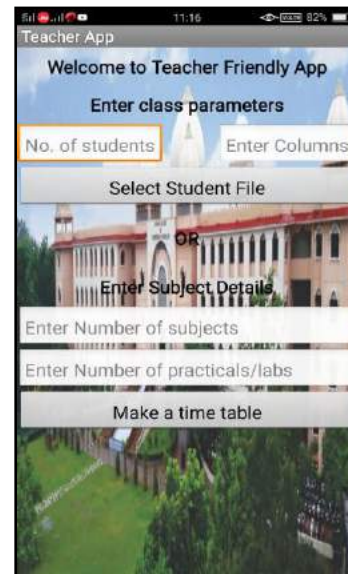 11:16 82%
Teacher App
Welcome to Teacher Friendly App
Enter class parameters
No. of students Enter Columns
Select Student File
OR
Enter Subject Details
Enter Number of subjects
Enter Number of practicals/labs
Make a time table